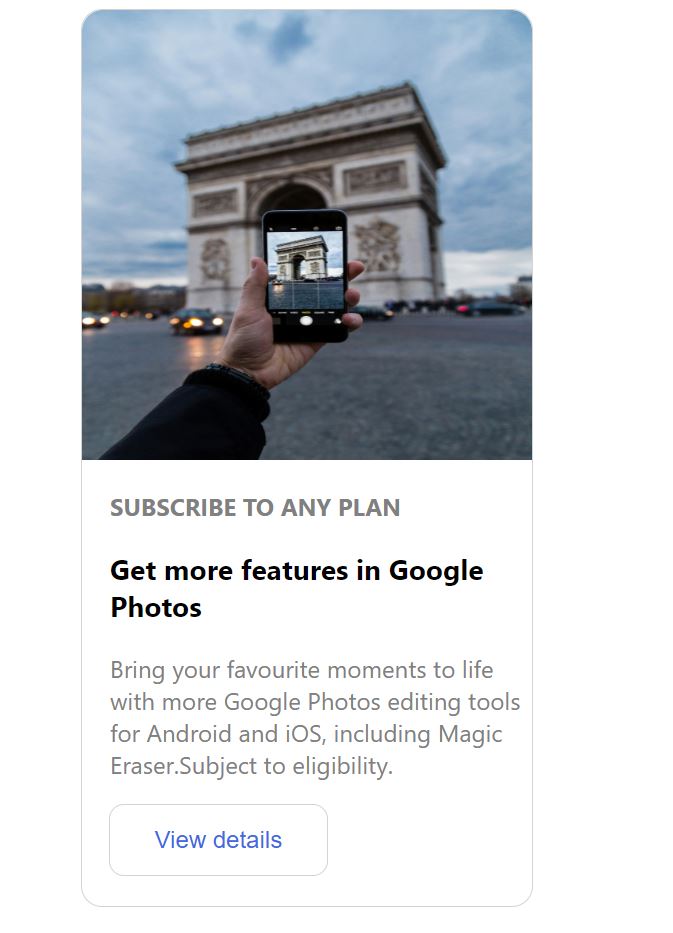 SUBSCRIBE TO ANY PLAN
Get more features in Google
Photos
Bring your favourite moments to life
with more Google Photos editing tools
for Android and iOS, including Magic
Eraser.Subject to eligibility.
View details